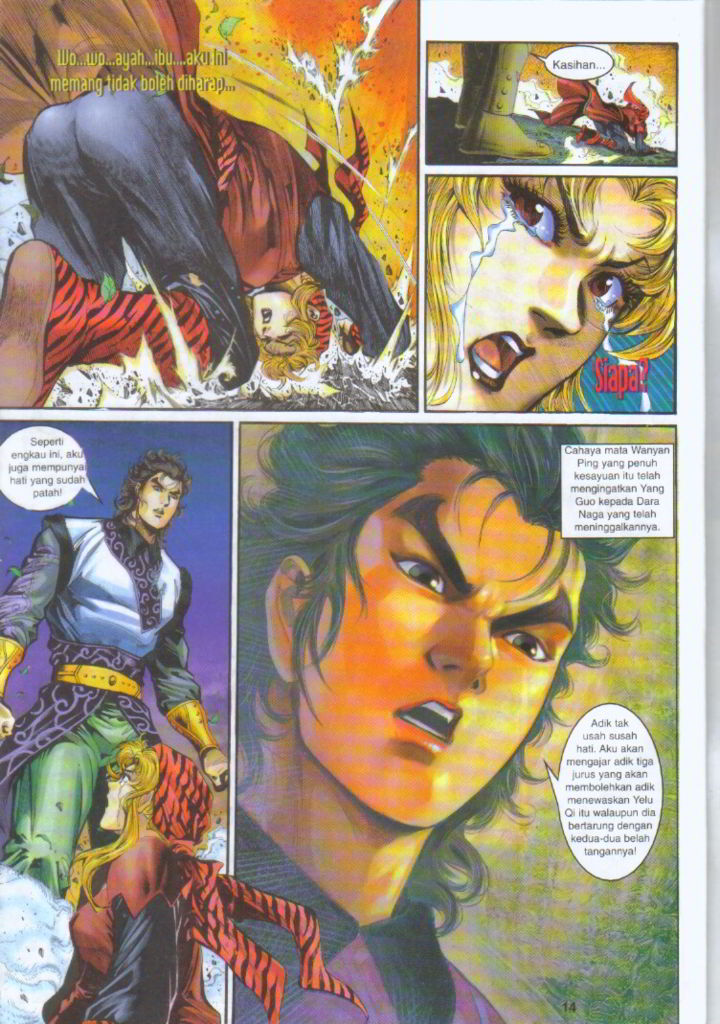 Wo...wo...ayah...ibu....aku ini
memang tidak boleh diharap...
Kasihan...
Siapa?
Seperti
engkau ini, aku
juga mempunyai
hati yang sudah
patah!
Cahaya mata Wanyan
Ping yang penuh
kesayuan itu telah
mengingatkan Yang
Guo kepada Dara
Naga yang telah
meninggalkannya.
Adik tak
usah susah
hati. Aku akan
mengajar adik tiga
jurus yang akan
membolehkan adik
menewaskan Yelu
Qi itu walaupun dia
bertarung dengan
kedua-dua belah
tangannya!
14